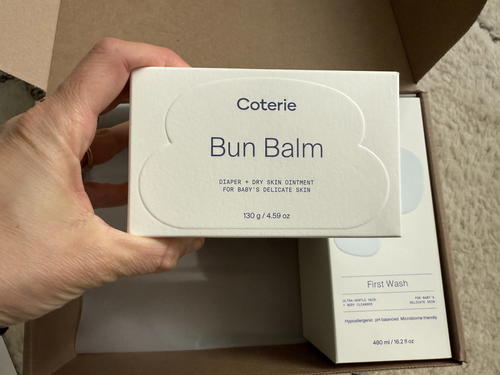 Coterie
Bun Balm
DIAPER + DRY SKIN OINTMENT
FOR BABY'S DELICATE SKIN
130 g / 4.59 oz
First Wash
ULTRA-GENTLE HAIR
+ BODY CLEANSER
FOR BABY'S
DELICATE SKIN
Hypoallergenic pH balanced Microbiome friendly
480 ml / 16.2 fl oz